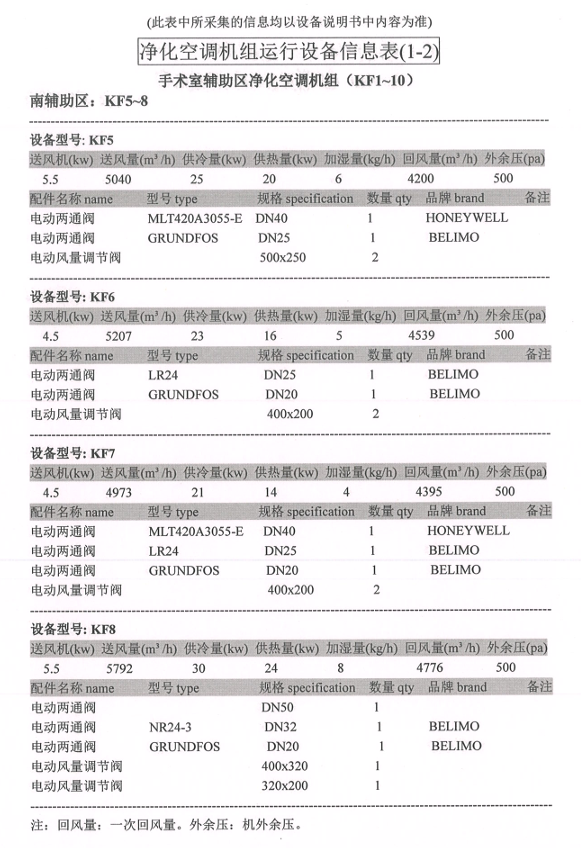 (此表中所采集的信息均以设备说明书中内容为准)
净化空调机组运行设备信息表(1-2)
手术室辅助区净化空调机组（KF1~10）
南辅助区：KF5~8
设备型号: KF5
送风机(kw) 送风量(m³/h) 供冷量(kw) 供热量(kw) 加湿量(kg/h) 回风量(m³/h) 外余压(pa)
5.5 5040 25 20 6 4200 500
配件名称 name 型号 type 规格 specification 数量 qty 品牌 brand 备注
电动两通阀 MLT420A3055-E DN40 1 HONEYWELL
电动两通阀 GRUNDFOS DN25 1 BELIMO
电动风量调节阀 500x250 2
设备型号: KF6
送风机(kw) 送风量(m³/h) 供冷量(kw) 供热量(kw) 加湿量(kg/h) 回风量(m³/h) 外余压(pa)
4.5 5207 23 16 5 4539 500
配件名称 name 型号 type 规格 specification 数量 qty 品牌 brand 备注
电动两通阀 LR24 DN25 1 BELIMO
电动两通阀 GRUNDFOS DN20 1 BELIMO
电动风量调节阀 400x200 2
设备型号: KF7
送风机(kw) 送风量(m³/h) 供冷量(kw) 供热量(kw) 加湿量(kg/h) 回风量(m³/h) 外余压(pa)
4.5 4973 21 14 4 4395 500
配件名称 name 型号 type 规格 specification 数量 qty 品牌 brand 备注
电动两通阀 MLT420A3055-E DN40 1 HONEYWELL
电动两通阀 LR24 DN25 1 BELIMO
电动两通阀 GRUNDFOS DN20 1 BELIMO
电动风量调节阀 400x200 2
设备型号: KF8
送风机(kw) 送风量(m³/h) 供冷量(kw) 供热量(kw) 加湿量(kg/h) 回风量(m³/h) 外余压(pa)
5.5 5792 30 24 8 4776 500
配件名称 name 型号 type 规格 specification 数量 qty 品牌 brand 备注
电动两通阀 DN50 1
电动两通阀 NR24-3 DN32 1 BELIMO
电动两通阀 GRUNDFOS DN20 1 BELIMO
电动风量调节阀 400x320 1
电动风量调节阀 320x200 1
注：回风量：一次回风量。外余压：机外余压。